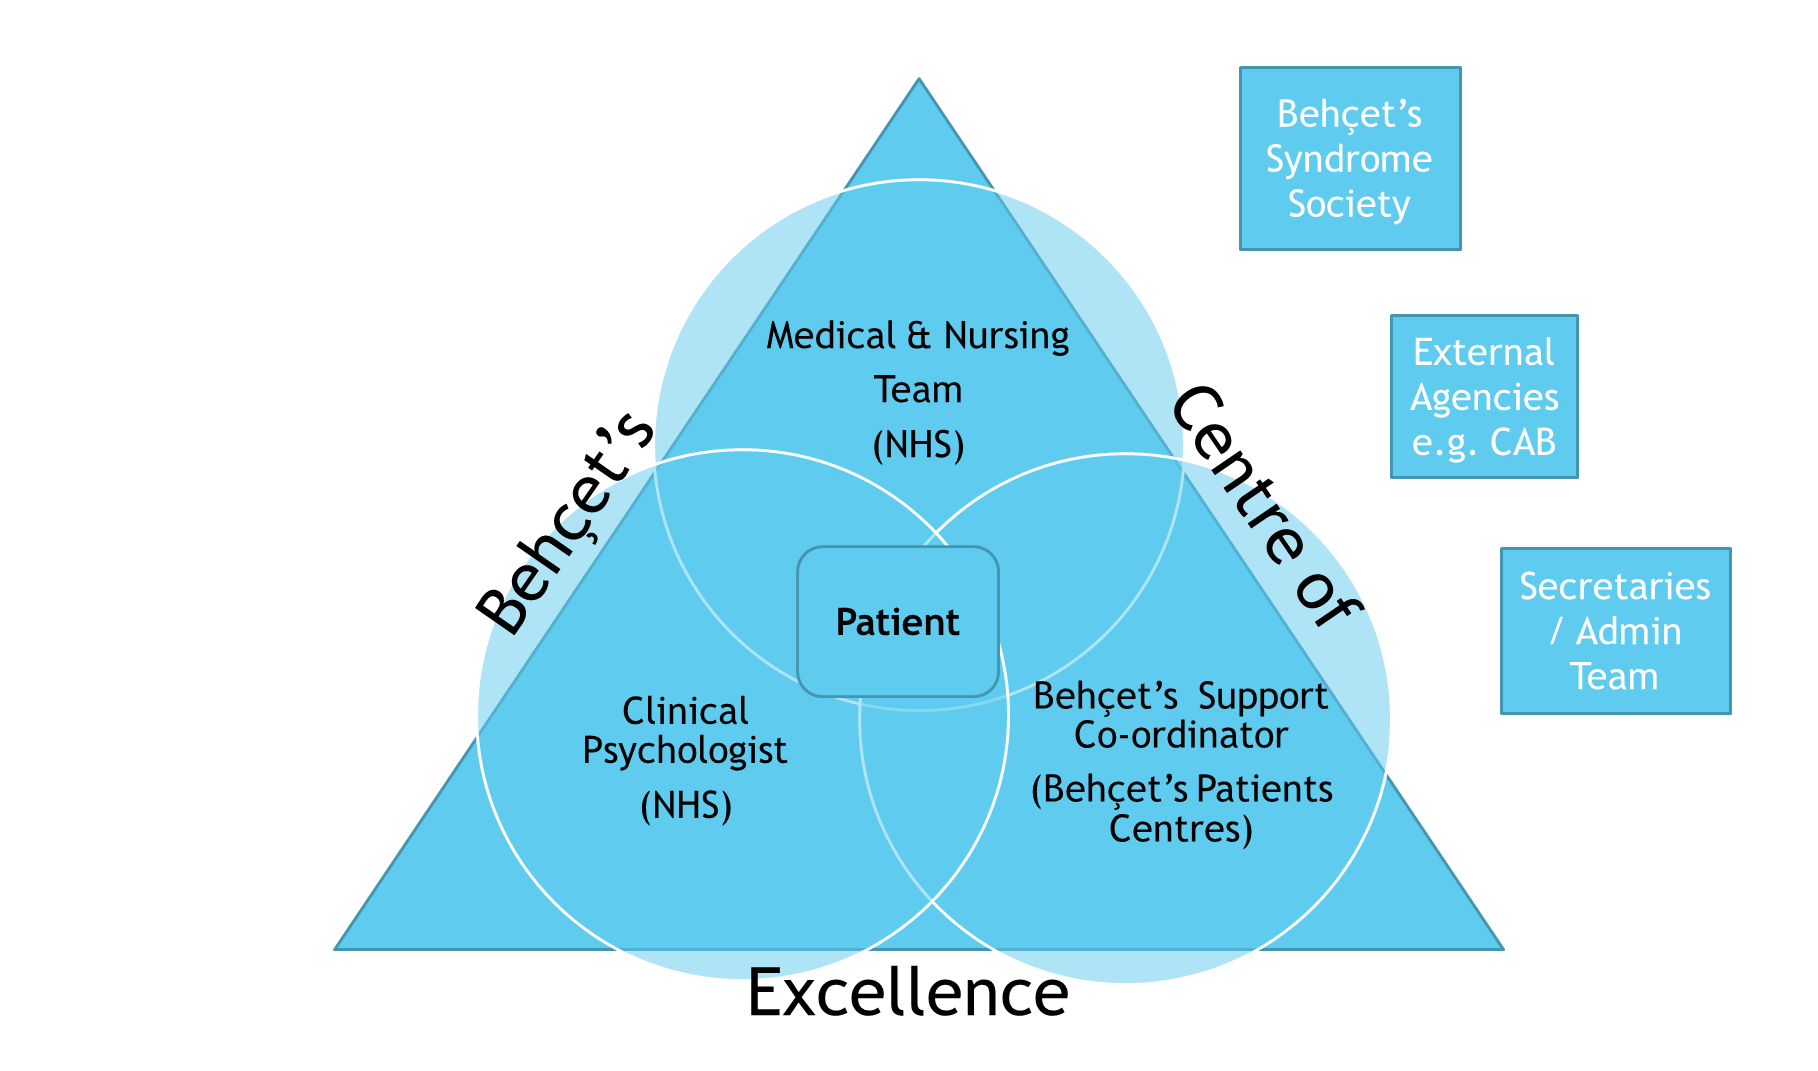 Behçet’s
Syndrome
Society
Medical & Nursing
Team
(NHS)
External
Agencies
e.g. CAB
Behçet’s
Centre of
Patient
Secretaries
/ Admin
Team
Clinical
Psychologist
(NHS)
Behçet’s  Support
Co-ordinator
(Behçet’s Patients
Centres)
Excellence